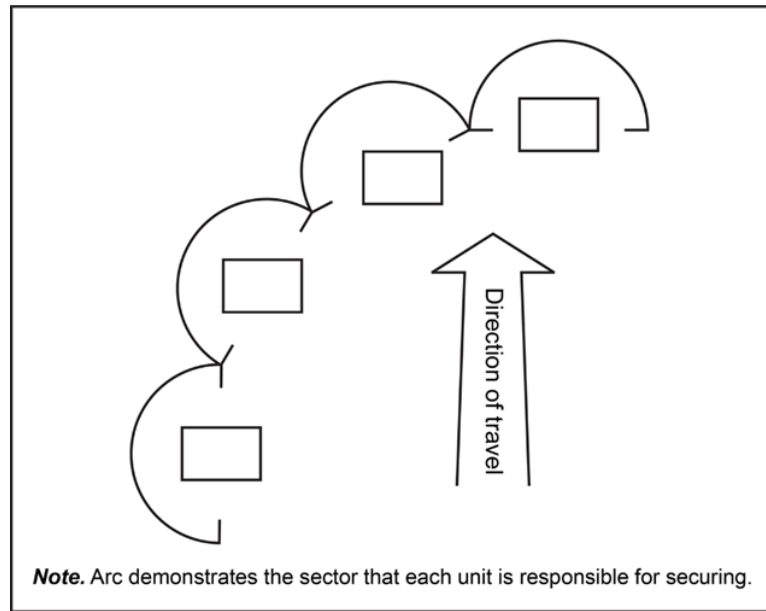 Direction of travel
Note. Arc demonstrates the sector that each unit is responsible for securing.